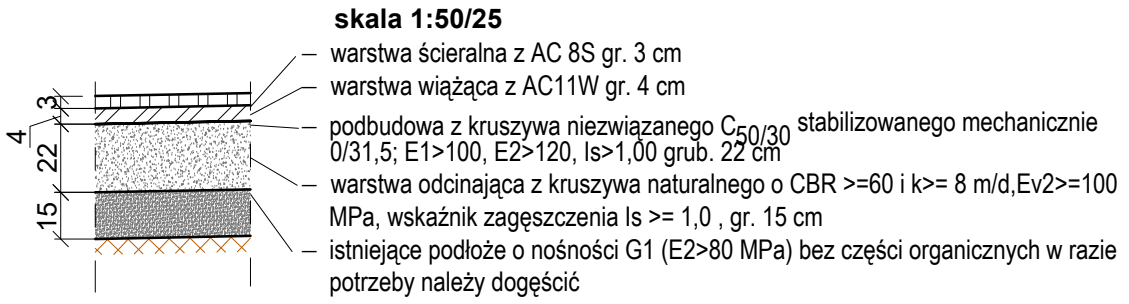 skala 1:50/25
warstwa ścieralna z AC 8S gr. 3 cm
warstwa wiążąca z AC11W gr. 4 cm
podbudowa z kruszywa niezwiązanego C50/30 stabilizowanego mechanicznie
0/31,5; E1>100, E2>120, Is>1,00 grub. 22 cm
warstwa odcinająca z kruszywa naturalnego o CBR >=60 i k>= 8 m/d,Ev2>=100
MPa, wskaźnik zagęszczenia Is >= 1,0 , gr. 15 cm
istniejące podłoże o nośności G1 (E2>80 MPa) bez części organicznych w razie
potrzeby należy dogęścić
3
4
22
15